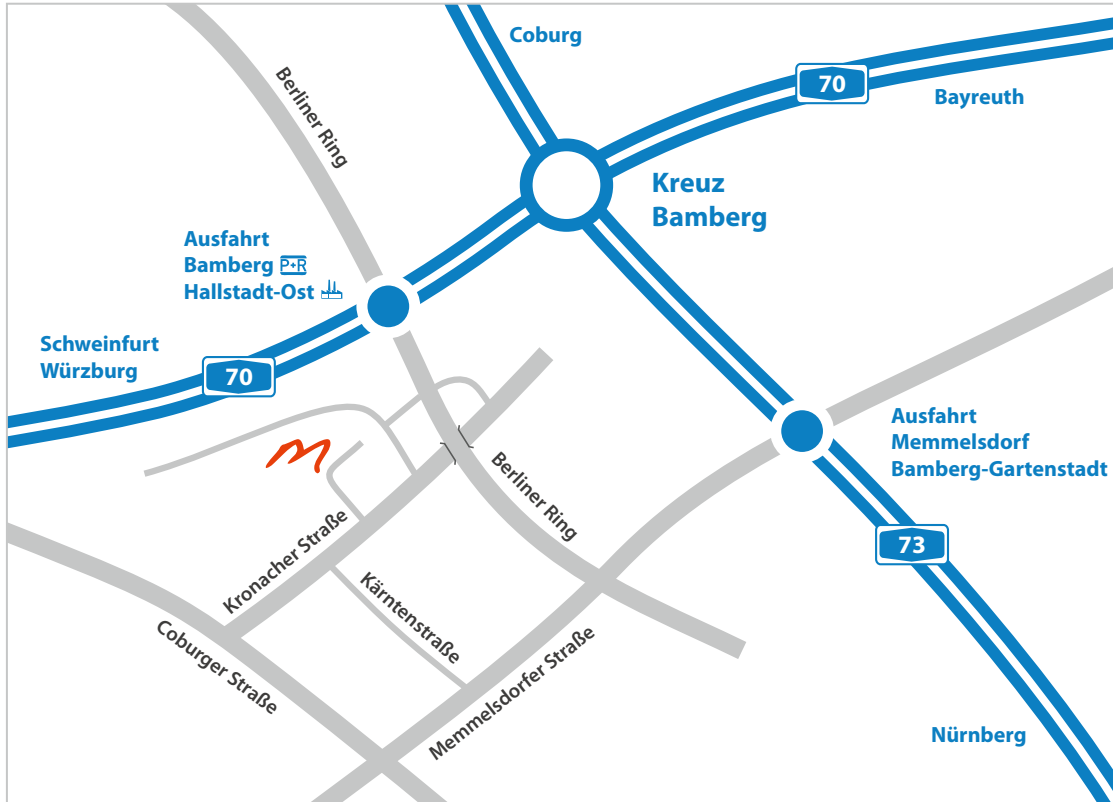 Coburg
70
Bayreuth
Berliner Ring
Kreuz
Bamberg
Ausfahrt
Bamberg P+R
Hallstadt-Ost
Schweinfurt
Würzburg
70
Ausfahrt
Memmelsdorf
Bamberg-Gartenstadt
Berliner Ring
73
Kronacher Straße
Kärntenstraße
Coburger Straße
Memmelsdorfer Straße
Nürnberg